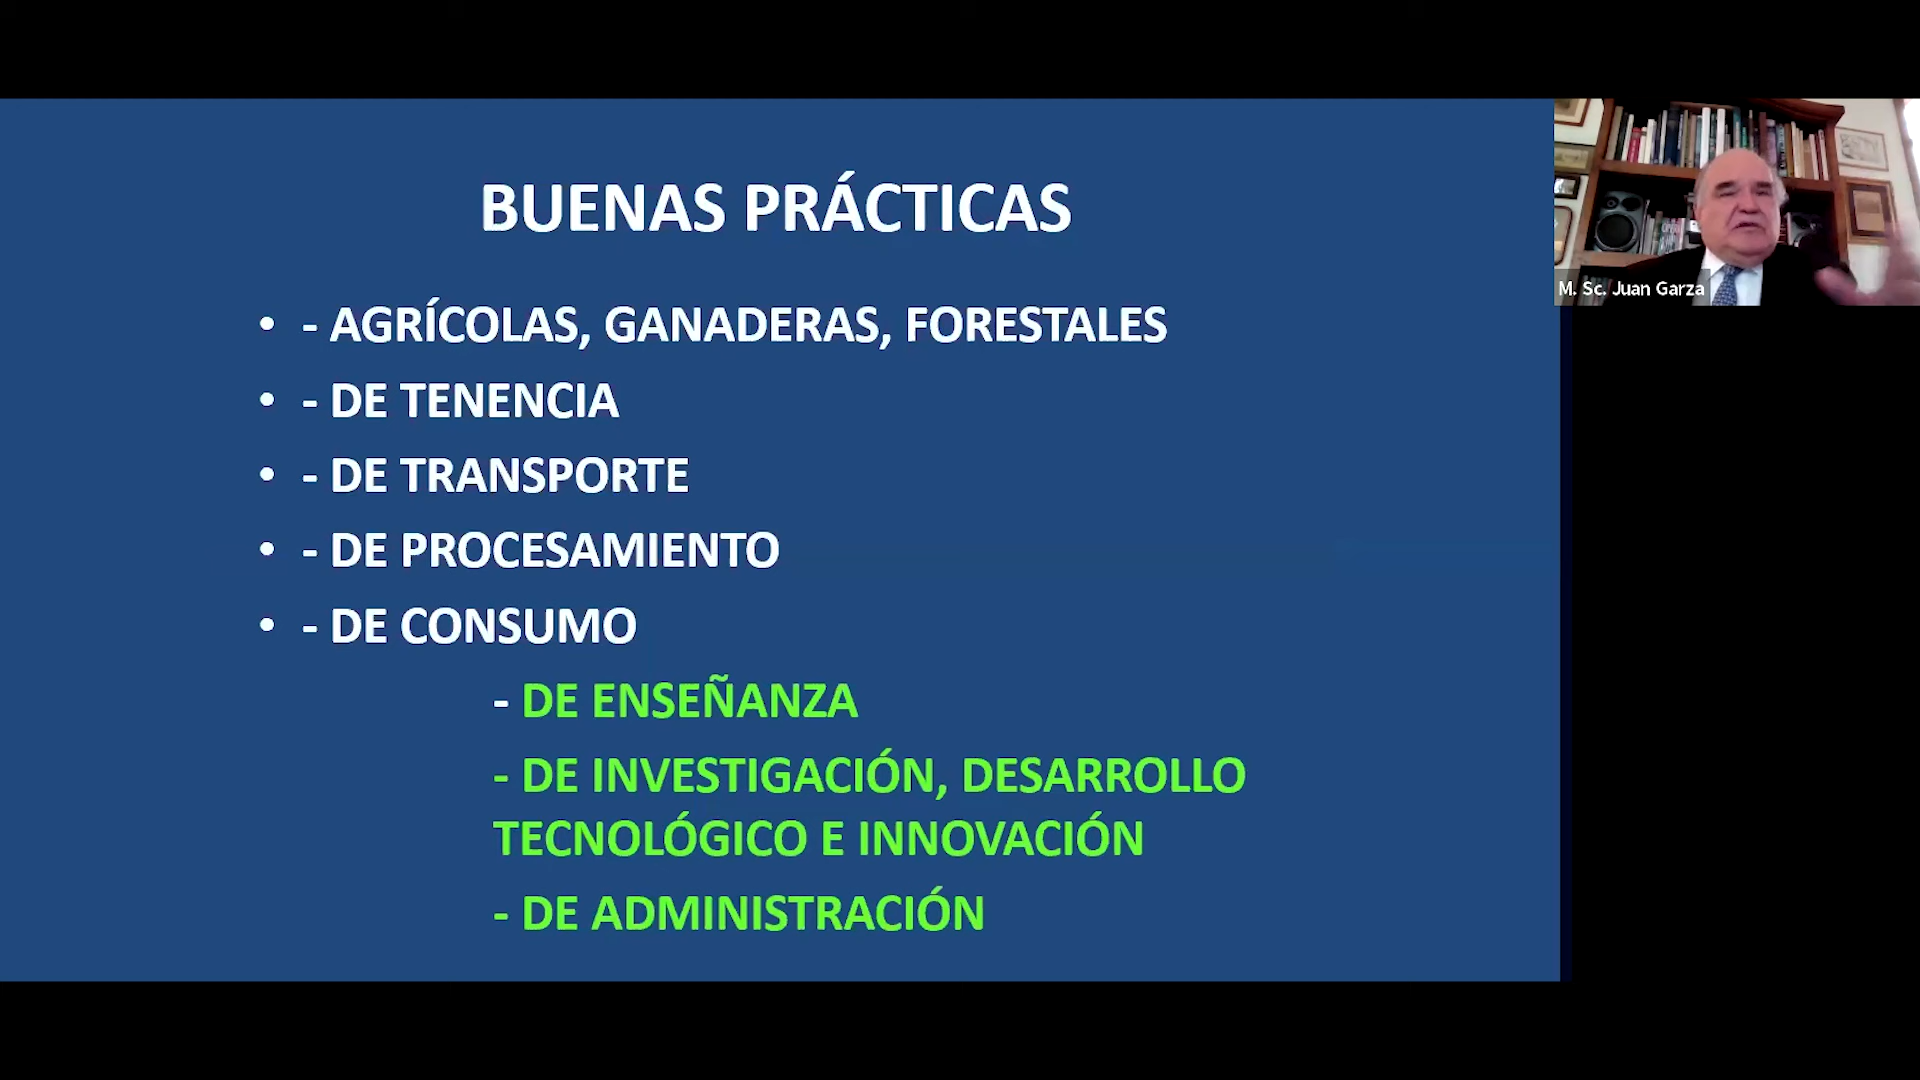 BUENAS PRÁCTICAS
• - AGRÍCOLAS, GANADERAS, FORESTALES
• - DE TENENCIA
• - DE TRANSPORTE
• - DE PROCESAMIENTO
• - DE CONSUMO
- DE ENSEÑANZA
- DE INVESTIGACIÓN, DESARROLLO
TECNOLÓGICO E INNOVACIÓN
- DE ADMINISTRACIÓN
M. Sc. Juan Garza